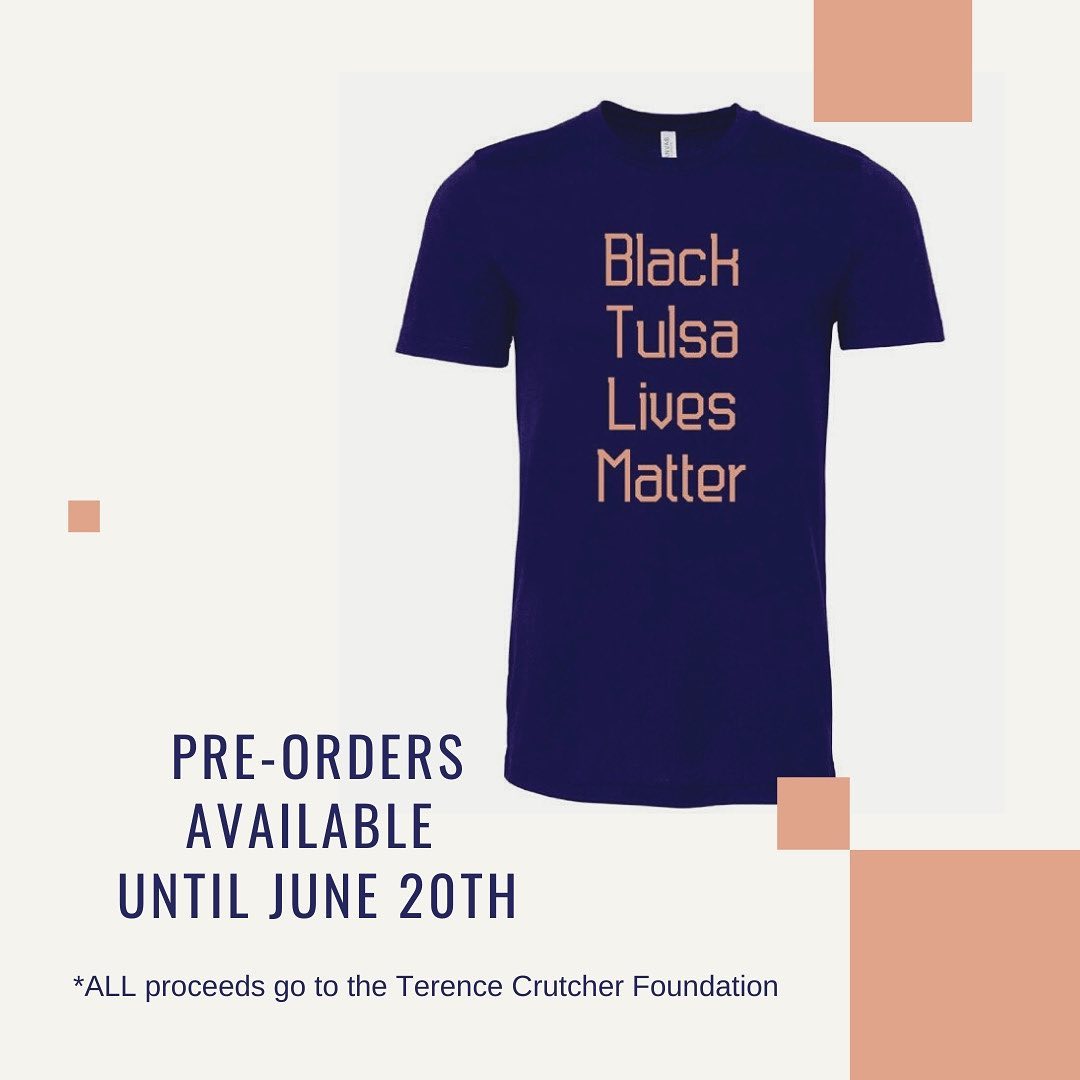 Black
Tulsa
Lives
Matter
PRE-ORDERS
AVAILABLE
UNTIL JUNE 20TH
*ALL proceeds go to the Terence Crutcher Foundation